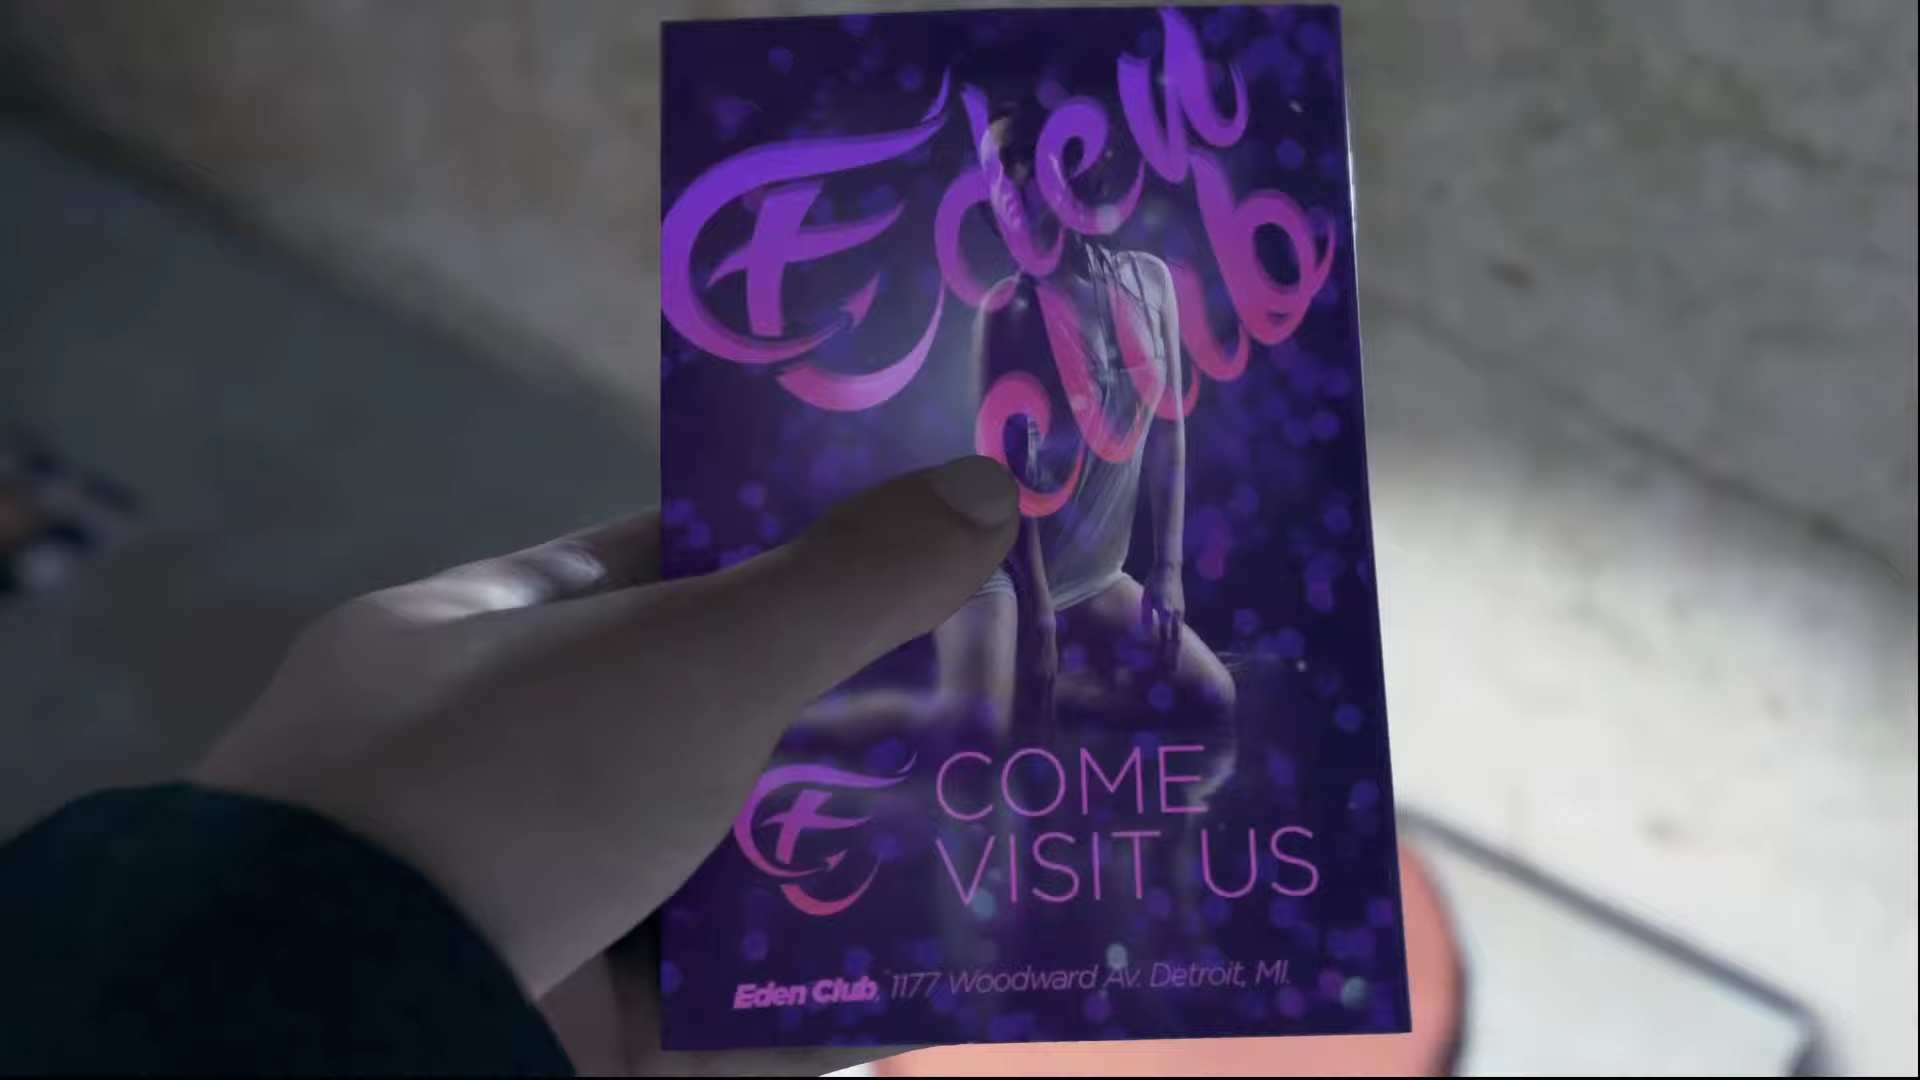 Eden
club
COME
VISIT US
Eden Club, 1177 Woodward Av. Detroit, MI.